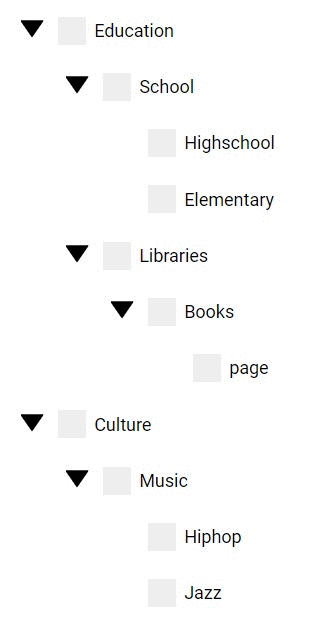 Education
School
Highschool
Elementary
Libraries
Books
page
Culture
Music
Hiphop
Jazz